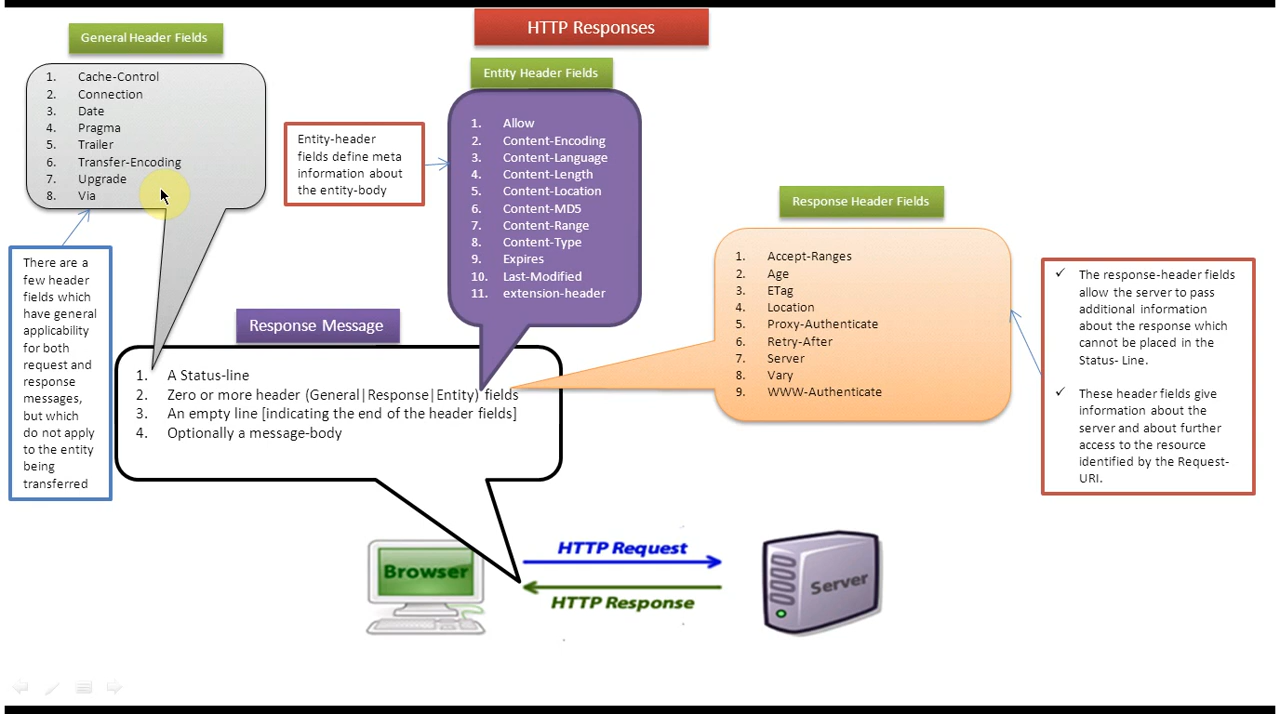 HTTP Responses
General Header Fields
1. Cache-Control
2. Connection
3. Date
4. Pragma
5. Trailer
6. Transfer-Encoding
7. Upgrade
8. Via
There are a
few header
fields which
have general
applicability
for both
request and
response
messages,
but which
do not apply
to the entity
being
transferred
Entity Header Fields
Entity-header
fields define meta
information about
the entity-body
1. Allow
2. Content-Encoding
3. Content-Language
4. Content-Length
5. Content-Location
6. Content-MD5
7. Content-Range
8. Content-Type
9. Expires
10. Last-Modified
11. extension-header
Response Header Fields
1. Accept-Ranges
2. Age
3. ETag
4. Location
5. Proxy-Authenticate
6. Retry-After
7. Server
8. Vary
9. WWW-Authenticate
✓ The response-header fields
allow the server to pass
additional information
about the response which
cannot be placed in the
Status- Line.
✓ These header fields give
information about the
server and about further
access to the resource
identified by the Request-
URI.
Response Message
1. A Status-line
2. Zero or more header (General|Response|Entity) fields
3. An empty line [indicating the end of the header fields]
4. Optionally a message-body
Browser
HTTP Request
HTTP Response
Server